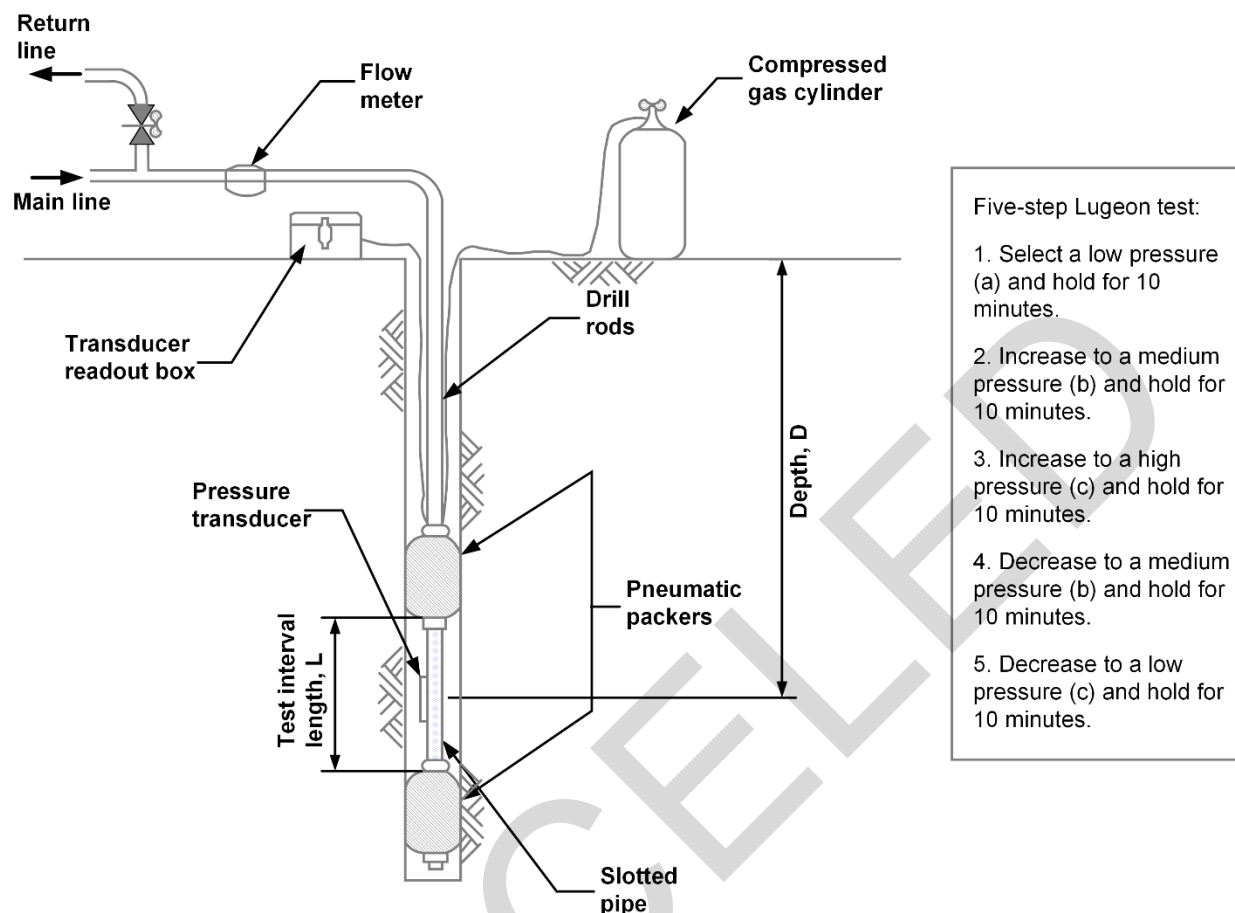 Return
line
Flow
meter
Compressed
gas cylinder
Main line
Drill
rods
Transducer
readout box
Depth, D
Pressure
transducer
Pneumatic
packers
Test interval
length, L
Slotted
pipe
Five-step Lugeon test:
1. Select a low pressure
(a) and hold for 10
minutes.
2. Increase to a medium
pressure (b) and hold for
10 minutes.
3. Increase to a high
pressure (c) and hold for
10 minutes.
4. Decrease to a medium
pressure (b) and hold for
10 minutes.
5. Decrease to a low
pressure (c) and hold for
10 minutes.
CELED